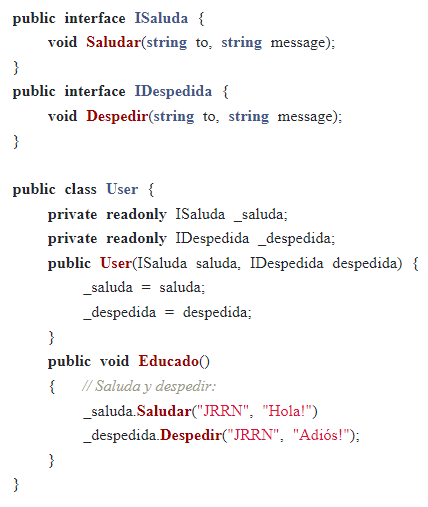 public interface ISaluda {
void Saludar(string to, string message);
}
public interface IDespedida {
void Despedir(string to, string message);
}
public class User {
private readonly ISaluda _saluda;
private readonly IDespedida _despedida;
public User(ISaluda saluda, IDespedida despedida) {
_saluda = saluda;
_despedida = despedida;
}
public void Educado()
{ // Saluda y despedir:
_saluda.Saludar("JRRN", "Hola!")
_despedida.Despedir("JRRN", "Adiós!");
}
}